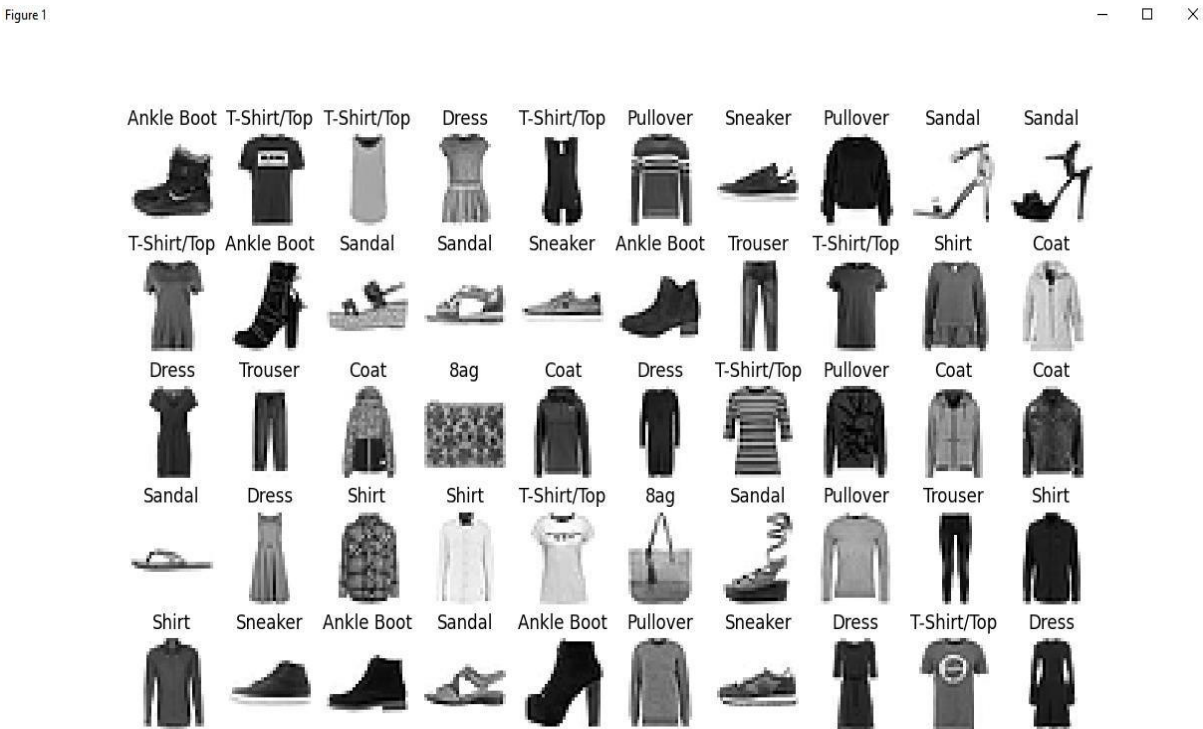 Figure 1
Ankle Boot T-Shirt/Top T-Shirt/Top Dress T-Shirt/Top Pullover Sneaker Pullover Sandal Sandal
T-Shirt/Top Ankle Boot Sandal Sandal Sneaker Ankle Boot Trouser T-Shirt/Top Shirt Coat
Dress Trouser Coat 8ag Coat Dress T-Shirt/Top Pullover Coat Coat
Sandal Dress Shirt Shirt T-Shirt/Top 8ag Sandal Pullover Trouser Shirt
Shirt Sneaker Ankle Boot Sandal Ankle Boot Pullover Sneaker Dress T-Shirt/Top Dress